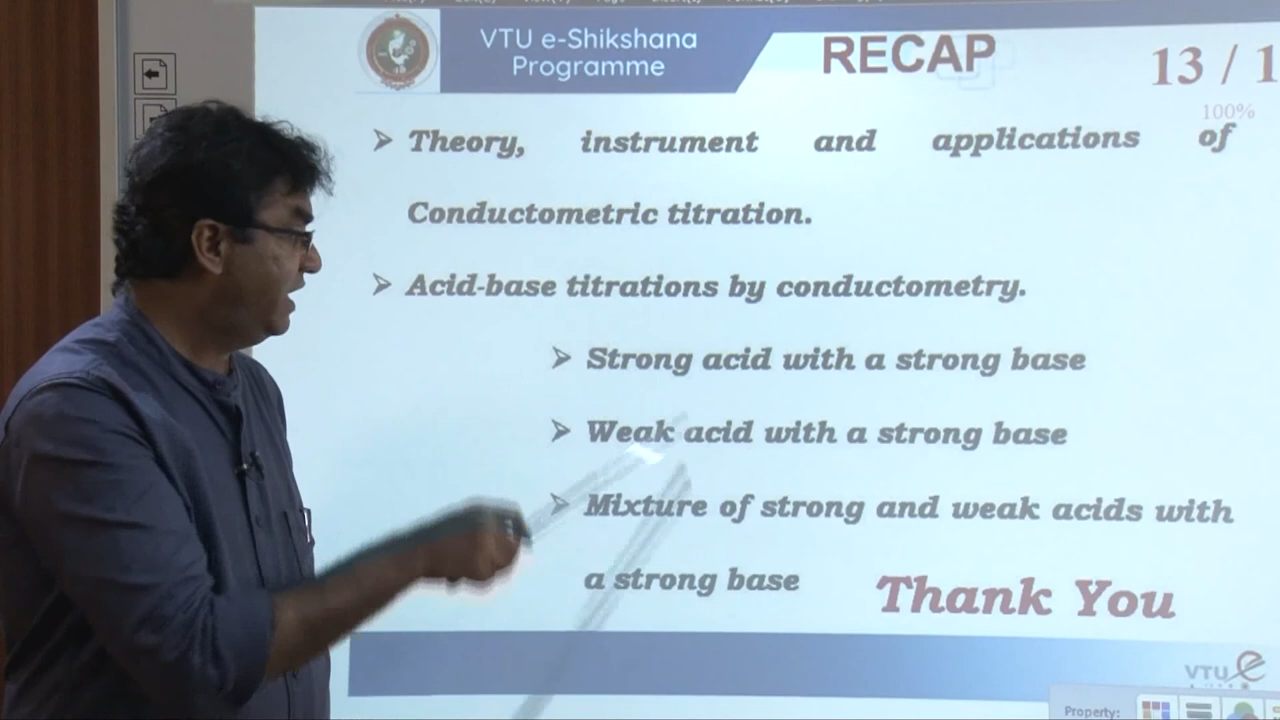 VTU e-Shikshana
Programme
RECAP
13 / 1
100%
➢ Theory, instrument and applications of
Conductometric titration.
➢ Acid-base titrations by conductometry.
➢ Strong acid with a strong base
➢ Weak acid with a strong base
➢ Mixture of strong and weak acids with
a strong base
Thank You
VTU e
Property: